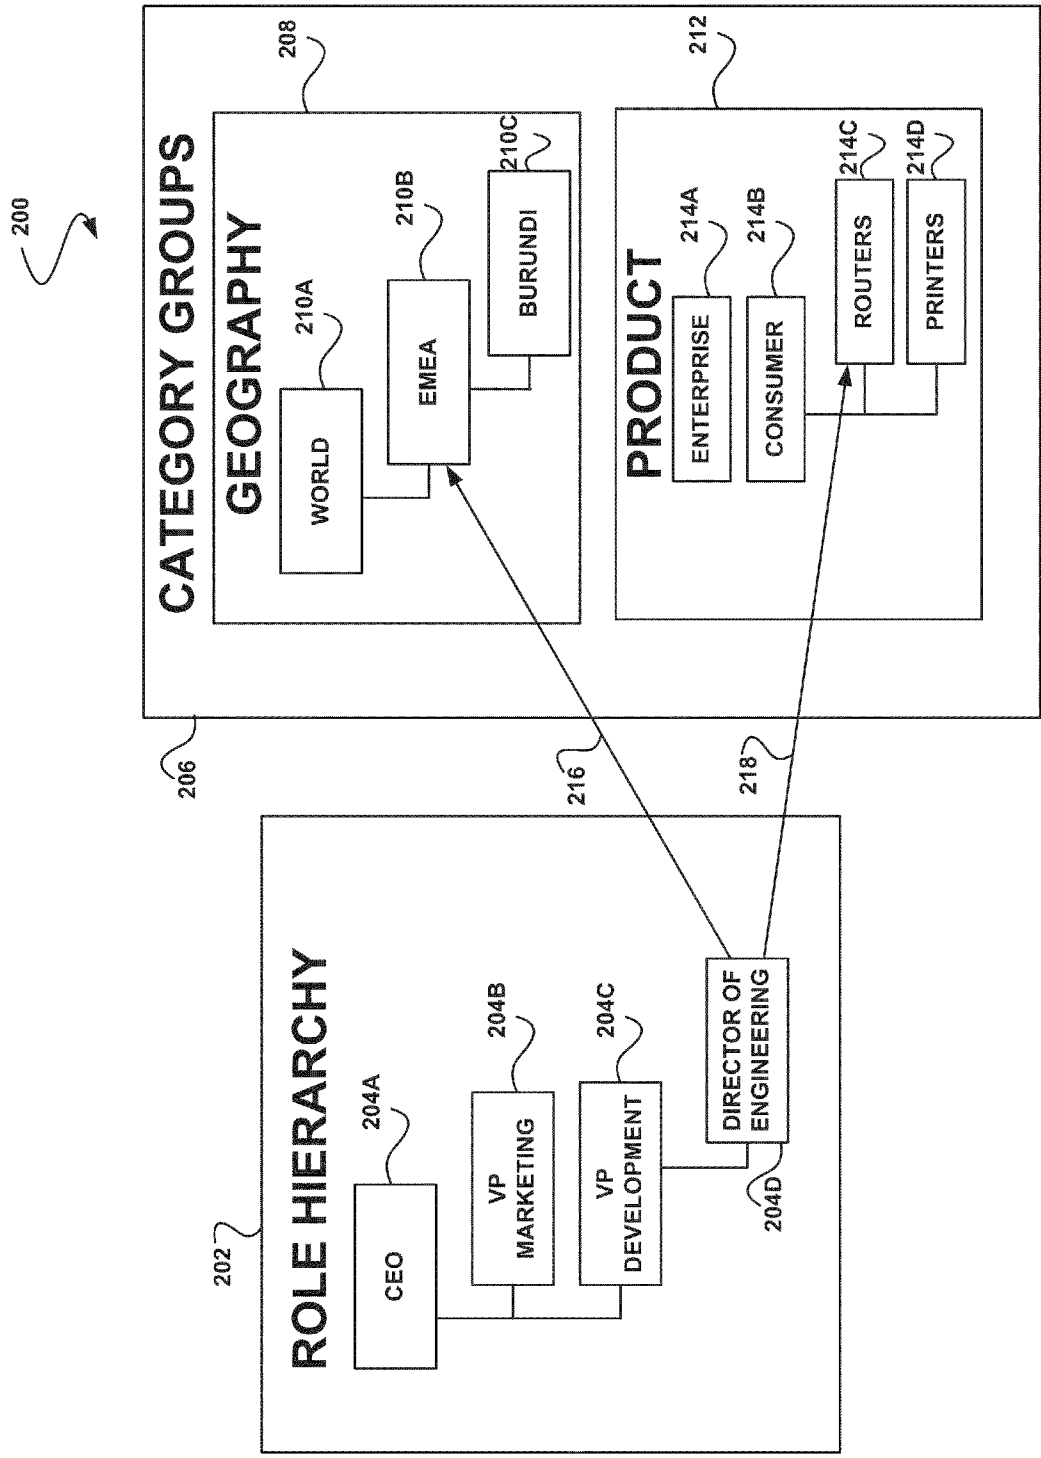 200
202
ROLE HIERARCHY
204A
CEO
204B
VP
MARKETING
204C
VP
DEVELOPMENT
DIRECTOR OF
ENGINEERING
204D
216
218
206
CATEGORY GROUPS
208
GEOGRAPHY
210A
WORLD
210B
EMEA
210C
BURUNDI
212
PRODUCT
214A
ENTERPRISE
214B
CONSUMER
214C
ROUTERS
214D
PRINTERS